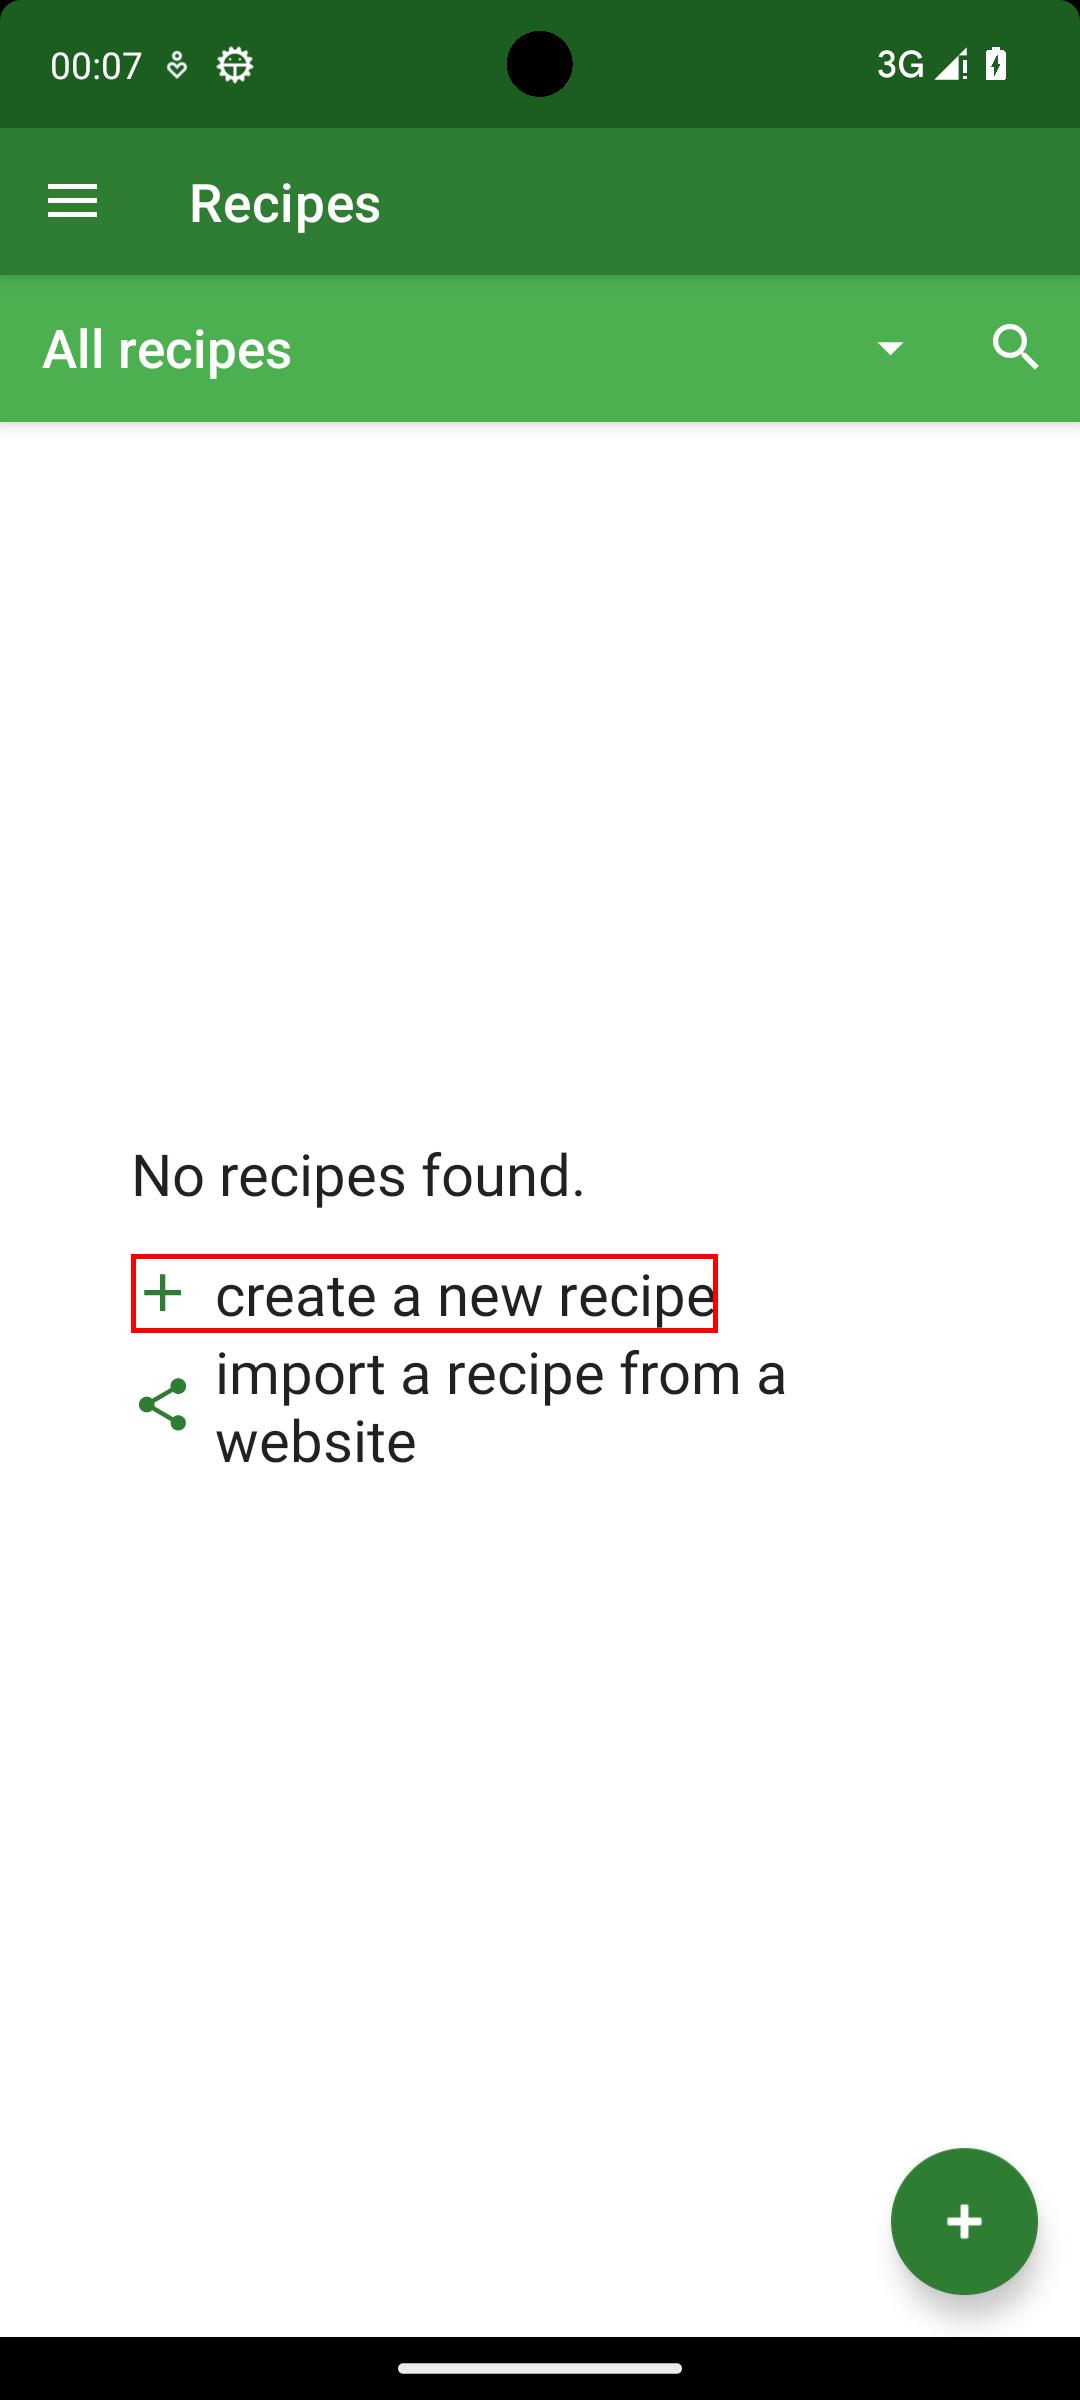 00:07
3G
Recipes
All recipes
No recipes found.
create a new recipe
import a recipe from a
website